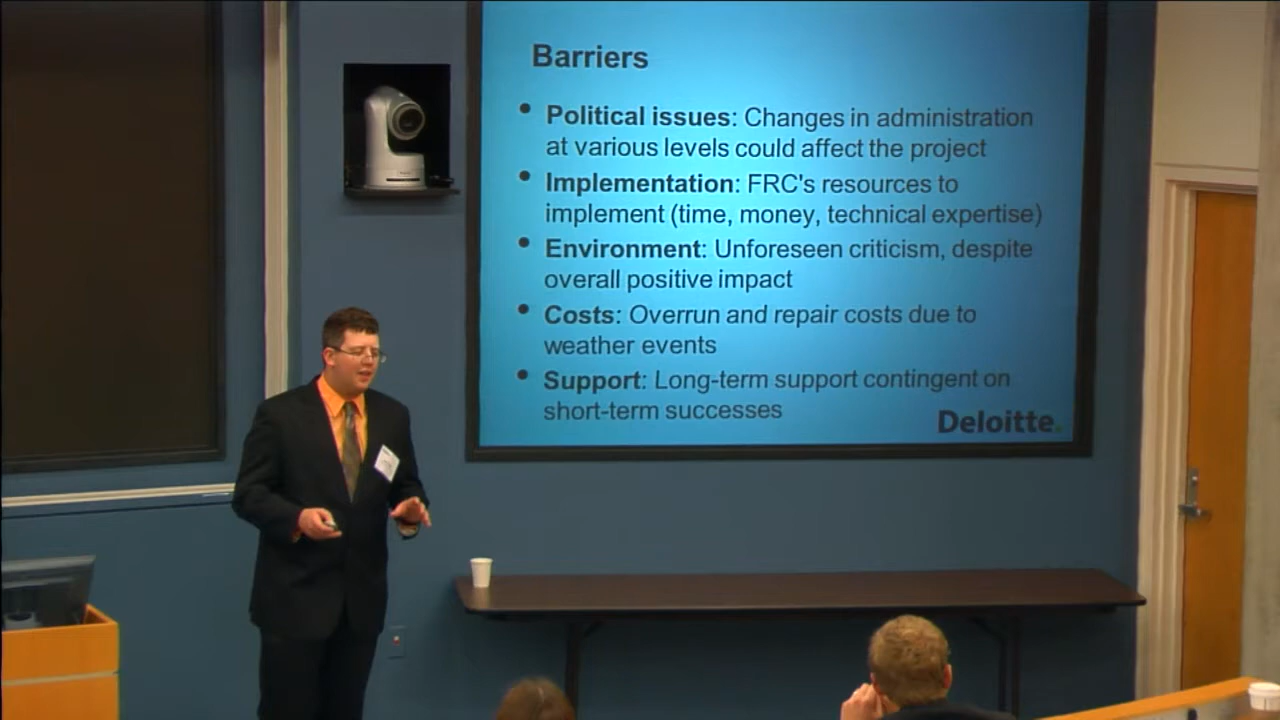 Barriers
• Political issues: Changes in administration
at various levels could affect the project
• Implementation: FRC's resources to
implement (time, money, technical expertise)
• Environment: Unforeseen criticism, despite
overall positive impact
• Costs: Overrun and repair costs due to
weather events
• Support: Long-term support contingent on
short-term successes
Deloitte.